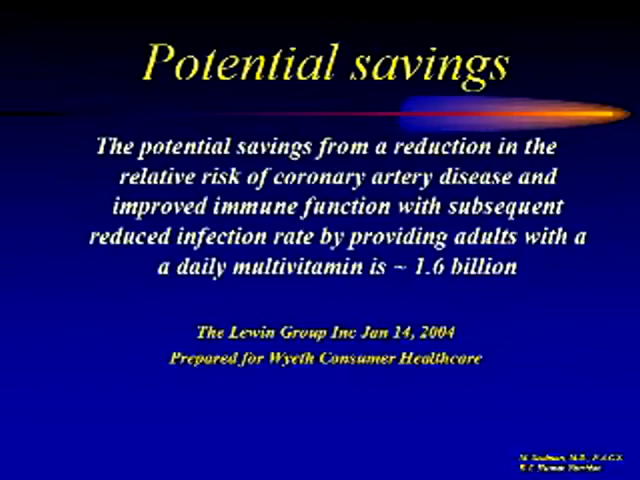 Potential savings
The potential savings from a reduction in the
relative risk of coronary artery disease and
improved immune function with subsequent
reduced infection rate by providing adults with a
a daily multivitamin is ~ 1.6 billion
The Lewin Group Inc Jan 14, 2004
Prepared for Wyeth Consumer Healthcare